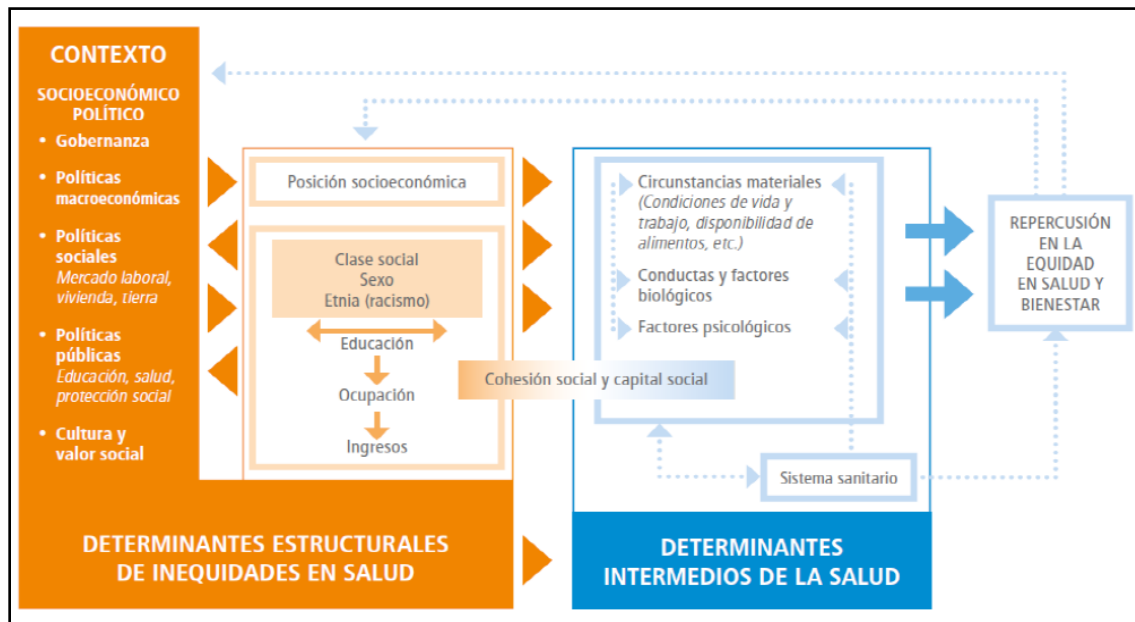 CONTEXTO
SOCIOECONÓMICO
POLÍTICO
• Gobernanza
• Políticas
macroeconómicas
• Políticas
sociales
Mercado laboral,
vivienda, tierra
• Políticas
públicas
Educación, salud,
protección social
• Cultura y
valor social
Posición socioeconómica
Clase social
Sexo
Etnia (racismo)
Educación
Ocupación
Ingresos
Cohesión social y capital social
Circunstancias materiales
(Condiciones de vida y
trabajo, disponibilidad de
alimentos, etc.)
Conductas y factores
biológicos
Factores psicológicos
Sistema sanitario
REPERCUSIÓN
EN LA
EQUIDAD
EN SALUD Y
BIENESTAR
DETERMINANTES ESTRUCTURALES
DE INEQUIDADES EN SALUD
DETERMINANTES
INTERMEDIOS DE LA SALUD